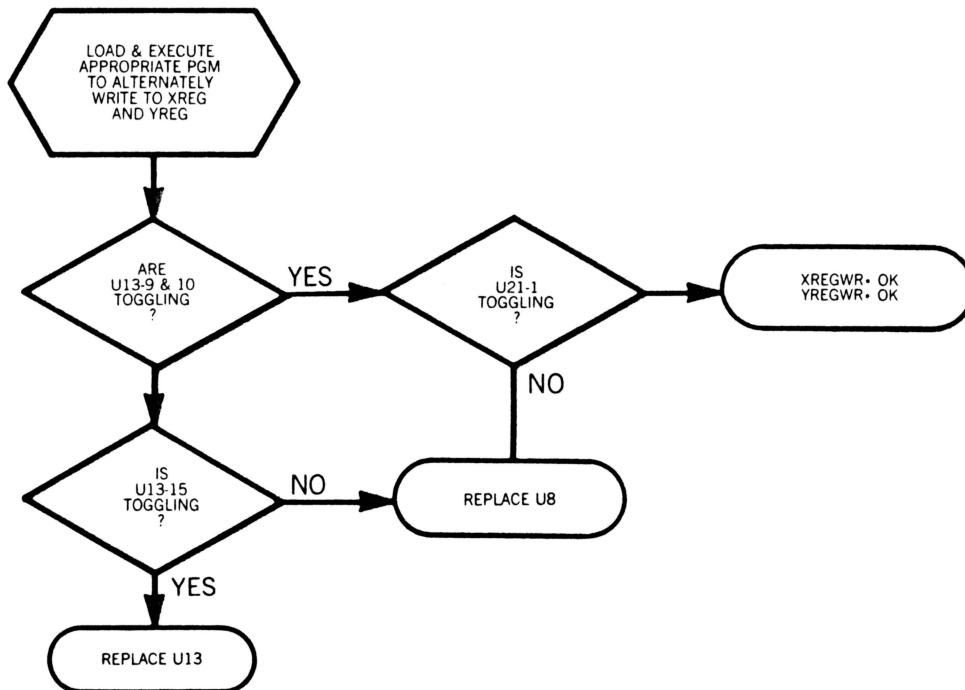 LOAD & EXECUTE
APPROPRIATE PGM
TO ALTERNATELY
WRITE TO XREG
AND YREG
ARE
U13-9 & 10
TOGGLING
?
YES
IS
U21-1
TOGGLING
?
XREGWR• OK
YREGWR• OK
NO
IS
U13-15
TOGGLING
?
NO
REPLACE U8
YES
REPLACE U13